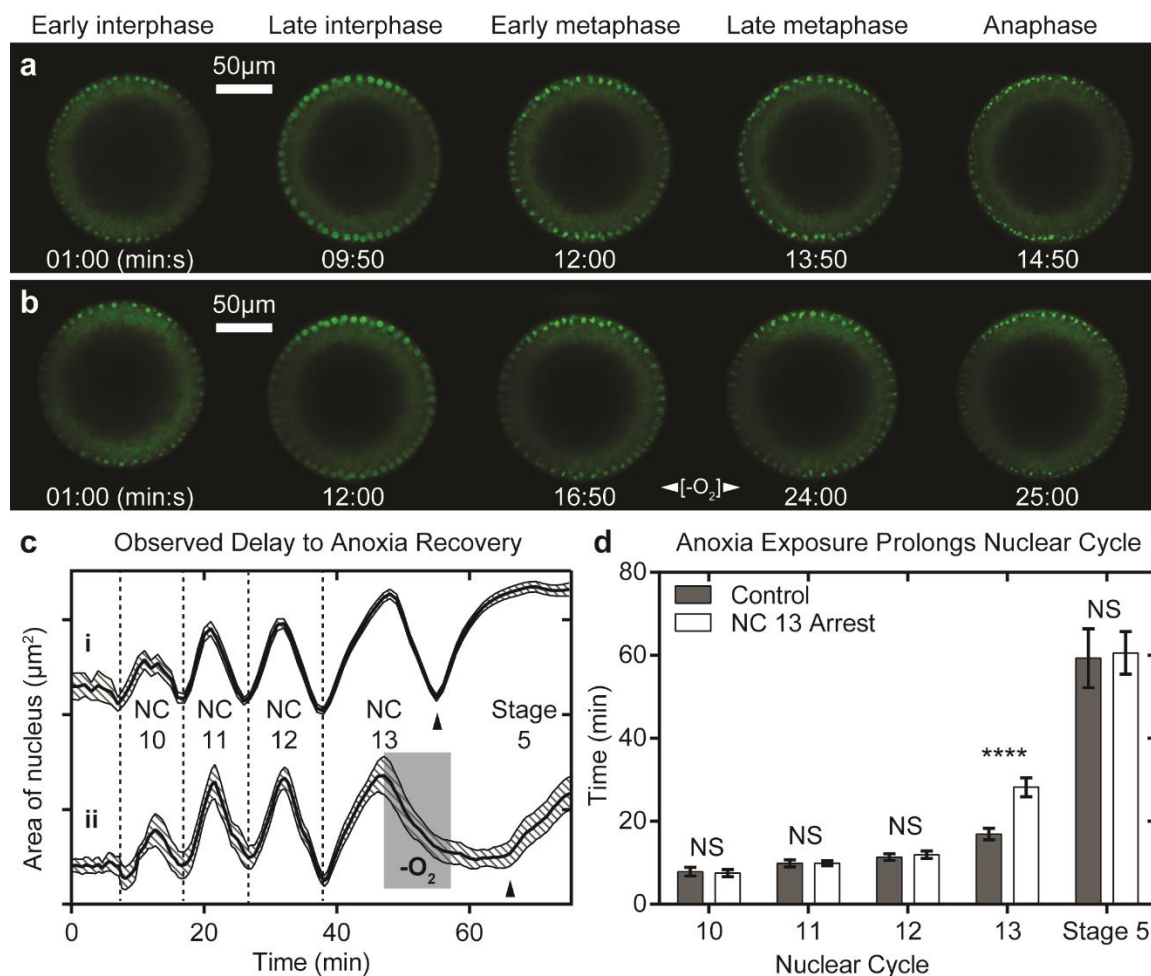 Early interphase Late interphase Early metaphase Late metaphase Anaphase
a
50µm
01:00 (min:s) 09:50 12:00 13:50 14:50
b
50µm
◄[-O₂]►
01:00 (min:s) 12:00 16:50 24:00 25:00
c Observed Delay to Anoxia Recovery
Area of nucleus (µm²)
i
NC NC NC NC Stage
10 11 12 13 5
ii
-O₂
0 20 40 60
Time (min)
d Anoxia Exposure Prolongs Nuclear Cycle
Time (min)
80
60
40
20
0
Control
NC 13 Arrest
NS NS NS **** NS
10 11 12 13 Stage 5
Nuclear Cycle